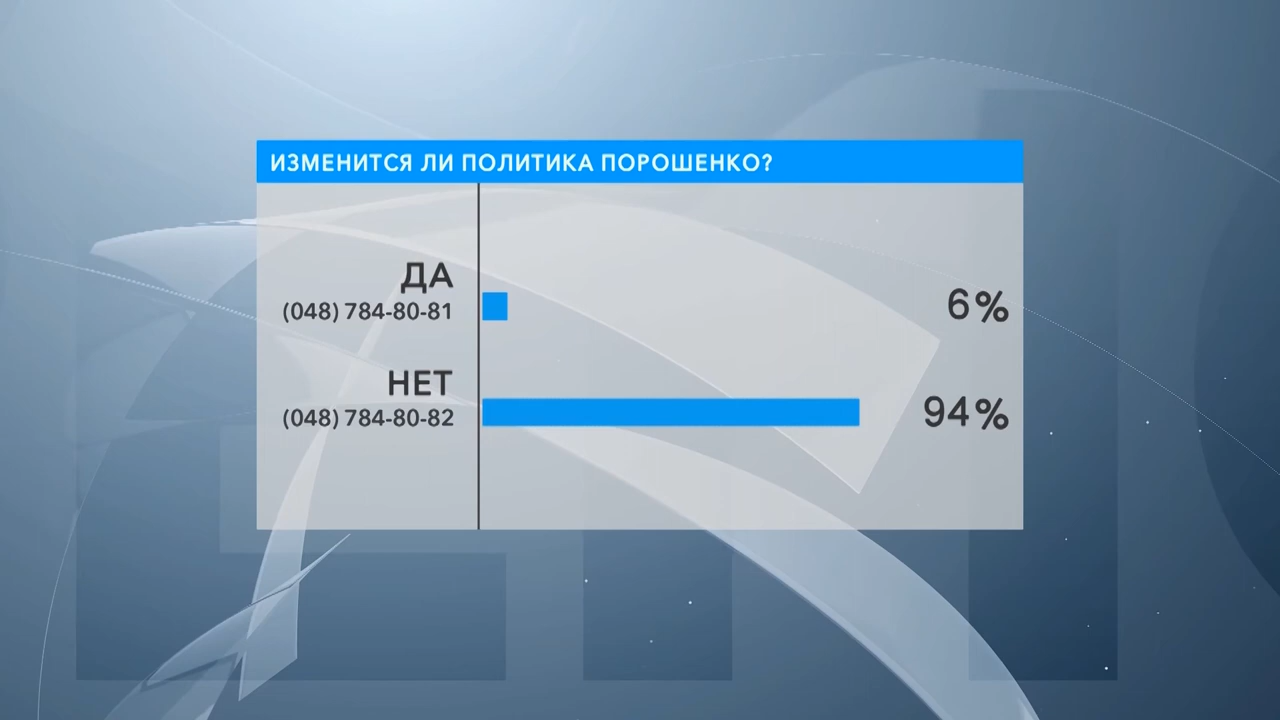 ИЗМЕНИТСЯ ЛИ ПОЛИТИКА ПОРОШЕНКО?
ДА
(048) 784-80-81
6%
НЕТ
(048) 784-80-82
94%